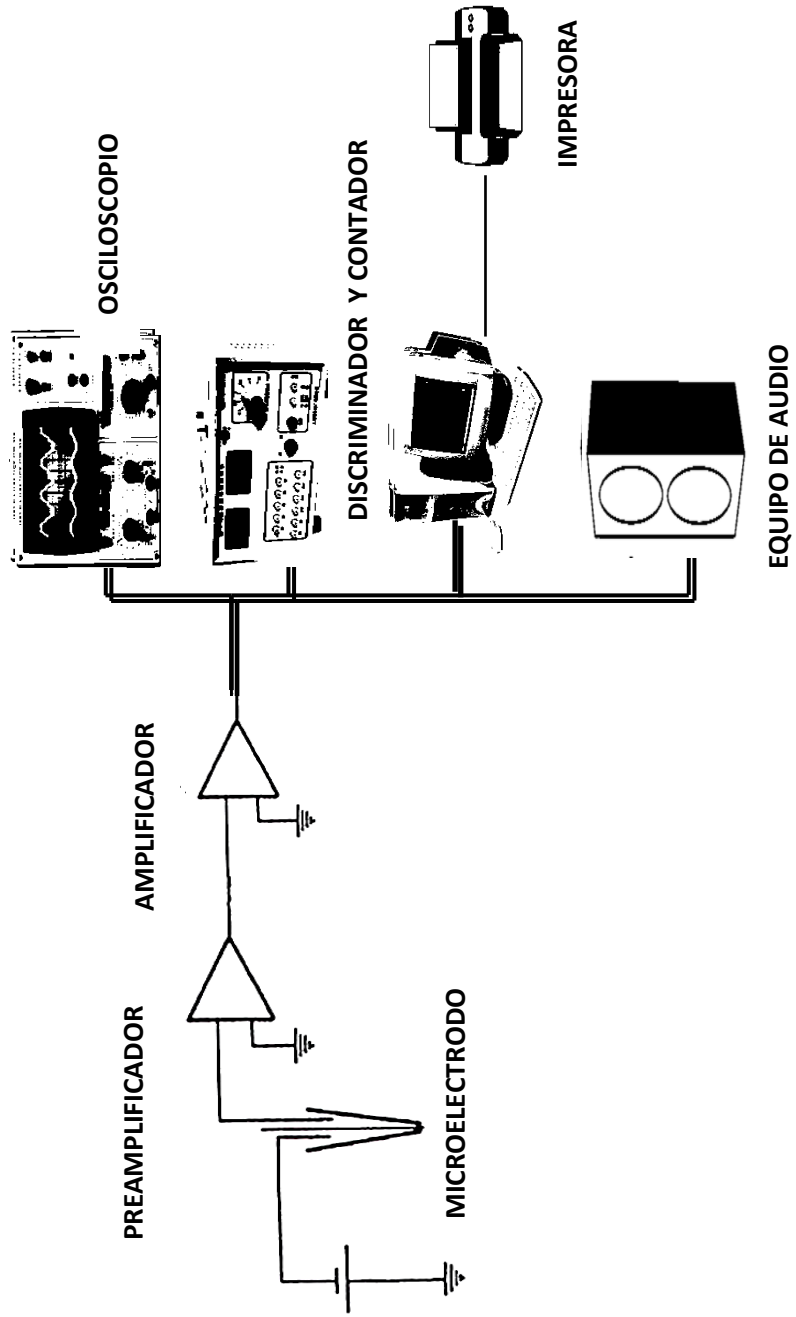 PREAMPLIFICADOR
AMPLIFICADOR
MICROELECTRODO
OSCILOSCOPIO
DISCRIMINADOR Y CONTADOR
IMPRESORA
EQUIPO DE AUDIO